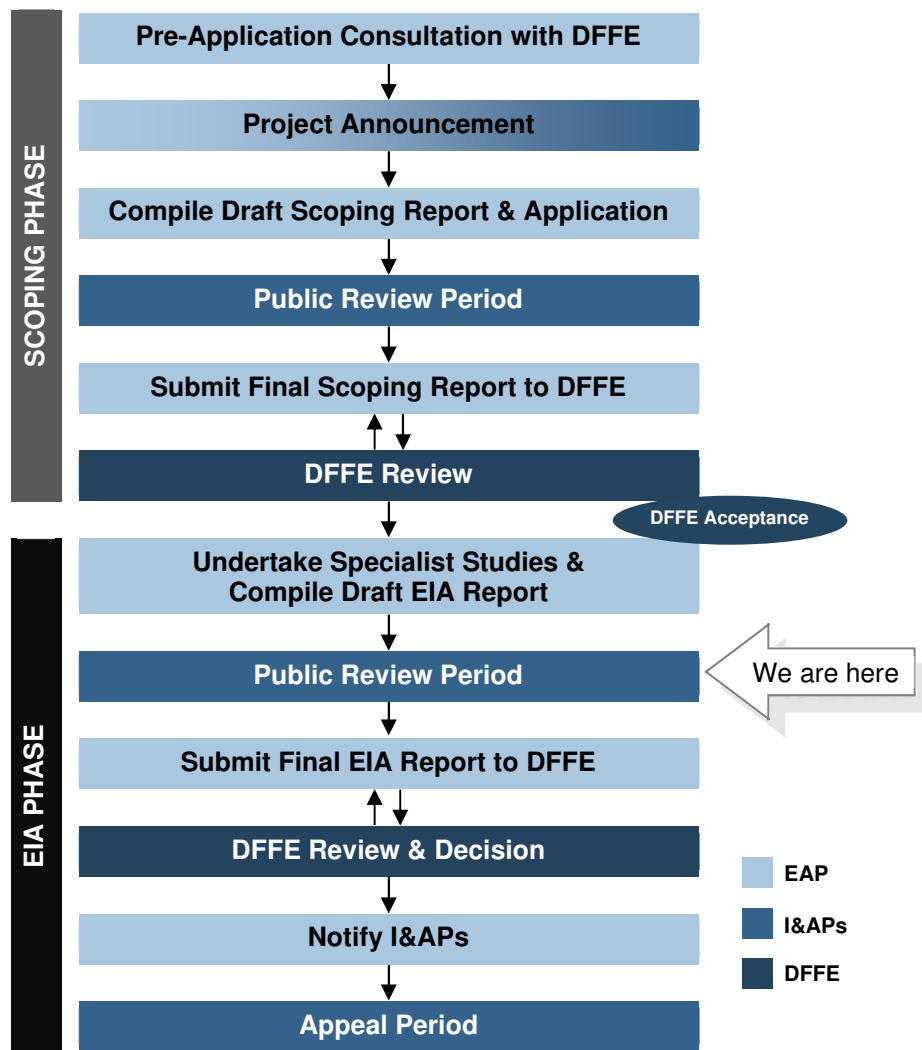 SCOPING PHASE
Pre-Application Consultation with DFFE
Project Announcement
Compile Draft Scoping Report & Application
Public Review Period
Submit Final Scoping Report to DFFE
DFFE Review
DFFE Acceptance
EIA PHASE
Undertake Specialist Studies &
Compile Draft EIA Report
Public Review Period
We are here
Submit Final EIA Report to DFFE
DFFE Review & Decision
Notify I&APs
Appeal Period
EAP
I&APs
DFFE